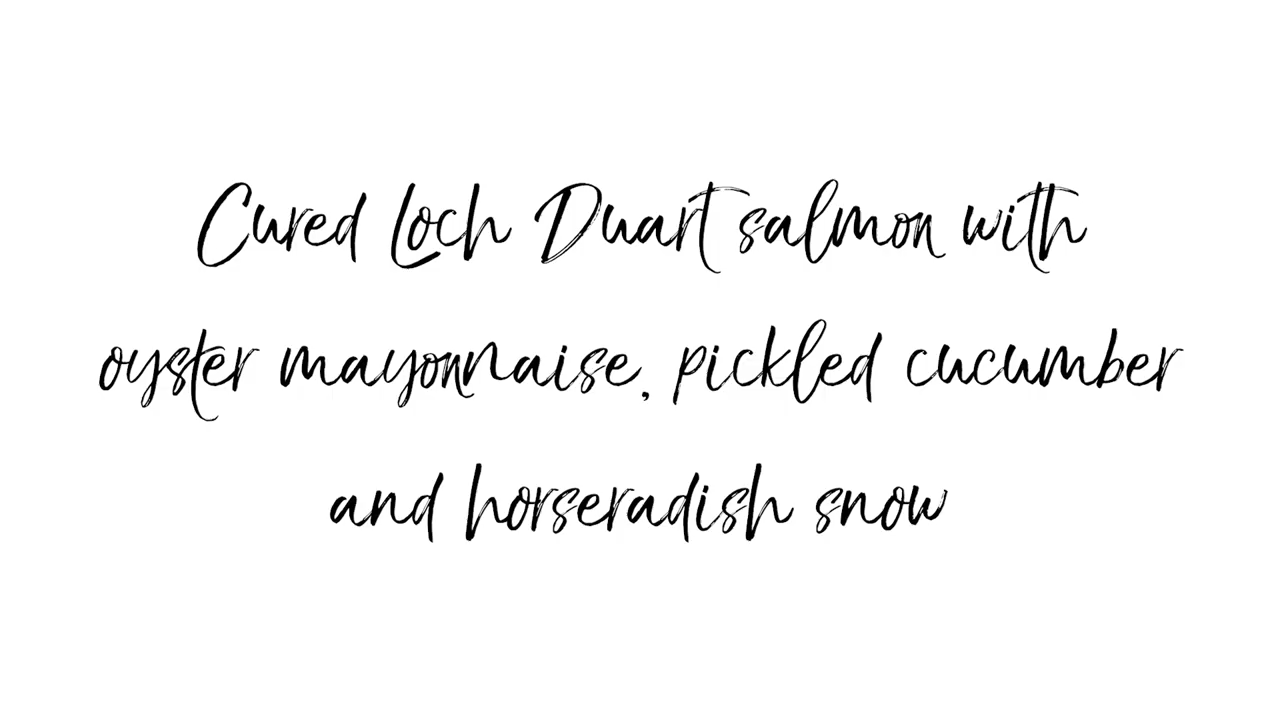 Cured Loch Duart salmon with
oyster mayonnaise, pickled cucumber
and horseradish snow